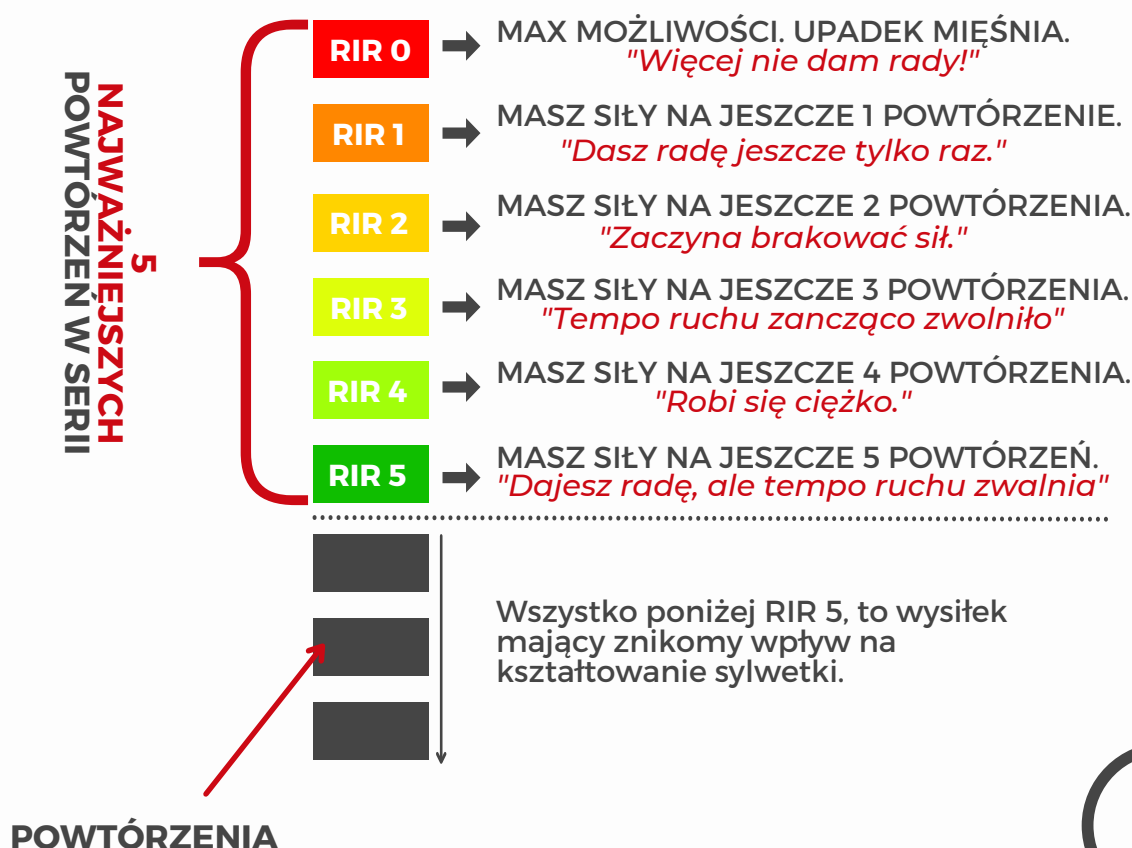 5
NAJWAŻNIEJSZYCH
POWTÓRZEŃ W SERII
RIR 0
MAX MOŻLIWOŚCI. UPADEK MIĘŚNIA.
"Więcej nie dam rady!"
RIR 1
MASZ SIŁY NA JESZCZE 1 POWTÓRZENIE.
"Dasz radę jeszcze tylko raz."
RIR 2
MASZ SIŁY NA JESZCZE 2 POWTÓRZENIA.
"Zaczyna brakować sił."
RIR 3
MASZ SIŁY NA JESZCZE 3 POWTÓRZENIA.
"Tempo ruchu zancząco zwolniło"
RIR 4
MASZ SIŁY NA JESZCZE 4 POWTÓRZENIA.
"Robi się ciężko."
RIR 5
MASZ SIŁY NA JESZCZE 5 POWTÓRZEŃ.
"Dajesz radę, ale tempo ruchu zwalnia"
Wszystko poniżej RIR 5, to wysiłek
mający znikomy wpływ na
kształtowanie sylwetki.
POWTÓRZENIA